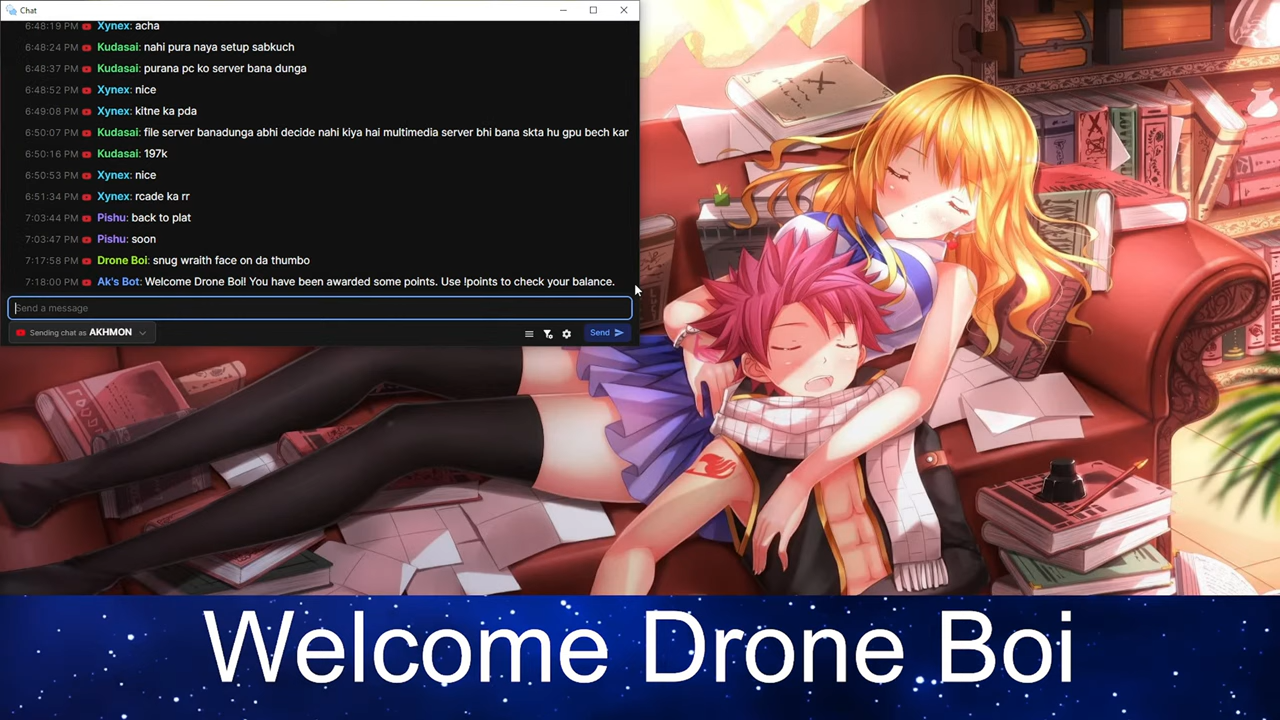 Chat
6:48:19 PM Xynex: acha
6:48:24 PM Kudasai: nahi pura naya setup sabkuch
6:48:37 PM Kudasai: purana pc ko server bana dunga
6:48:52 PM Xynex: nice
6:49:08 PM Xynex: kitne ka pda
6:50:07 PM Kudasai: file server banadunga abhi decide nahi kiya hai multimedia server bhi bana skta hu gpu bech kar
6:50:16 PM Kudasai: 197k
6:50:53 PM Xynex: nice
6:51:34 PM Xynex: rcade ka rr
7:03:44 PM Pishu: back to plat
7:03:47 PM Pishu: soon
7:17:58 PM Drone Boi: snug wraith face on da thumbo
7:18:00 PM Ak's Bot: Welcome Drone Boi! You have been awarded some points. Use !points to check your balance.
Send a message
Sending chat as AKHMON
Send
Welcome Drone Boi